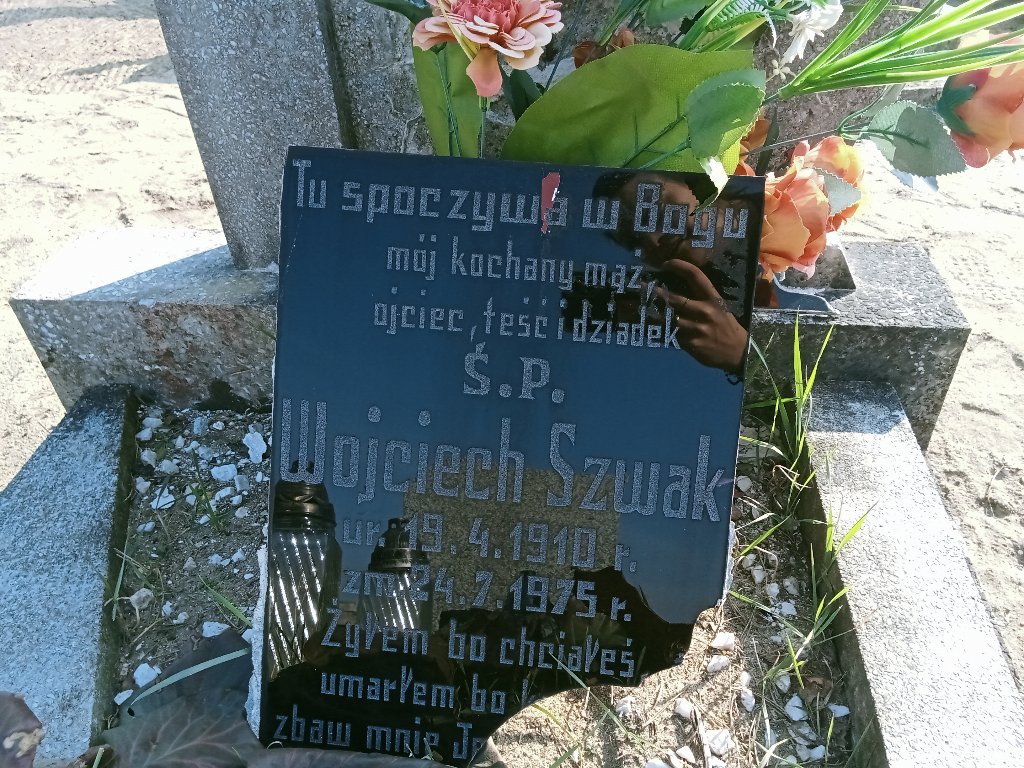 Tu spoczywa w Bogu
mój kochany mąż,
ojciec, teść i dziadek
Ś.P.
Wojciech Szwak
ur. 19.4.1910 r.
zm. 24.7.1975 r.
Żyłem bo chciałeś
umarłem bo
zbaw mnie